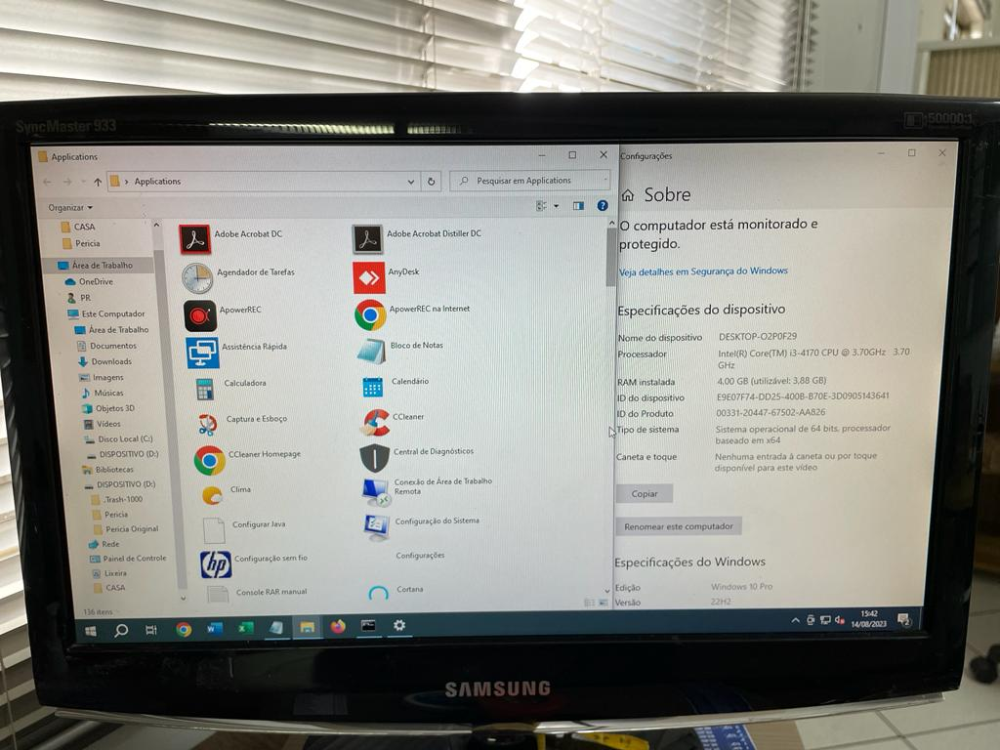 SyncMaster 933
50000:1
Applications
Applications
Pesquisar em Applications
Organizar
CASA
Pericia
Área de Trabalho
OneDrive
PR
Este Computador
Área de Trabalho
Documentos
Downloads
Imagens
Músicas
Objetos 3D
Vídeos
Disco Local (C:)
DISPOSITIVO (D:)
Bibliotecas
DISPOSITIVO (D:)
.Trash-1000
Pericia
Pericia Original
Rede
Painel de Controle
Lixeira
CASA
136 itens
Adobe Acrobat DC
Adobe Acrobat Distiller DC
Agendador de Tarefas
AnyDesk
ApowerREC
ApowerREC na Internet
Assistência Rápida
Bloco de Notas
Calculadora
Calendário
Captura e Esboço
CCleaner
CCleaner Homepage
Central de Diagnósticos
Clima
Conexão de Área de Trabalho
Remota
Configurar Java
Configuração do Sistema
hp
Configuração sem fio
Configurações
Console RAR manual
Cortana
Configurações
Sobre
O computador está monitorado e
protegido.
Veja detalhes em Segurança do Windows
Especificações do dispositivo
Nome do dispositivo DESKTOP-O2P0F29
Processador Intel(R) Core(TM) i3-4170 CPU @ 3.70GHz 3.70
GHz
RAM instalada 4,00 GB (utilizável: 3,88 GB)
ID do dispositivo E9E07F74-DD25-400B-B70E-3D0905143641
ID do Produto 00331-20447-67502-AA826
Tipo de sistema Sistema operacional de 64 bits, processador
baseado em x64
Caneta e toque Nenhuma entrada à caneta ou por toque
disponível para este vídeo
Copiar
Renomear este computador
Especificações do Windows
Edição Windows 10 Pro
Versão 22H2
15:42
14/08/2023
2
SAMSUNG